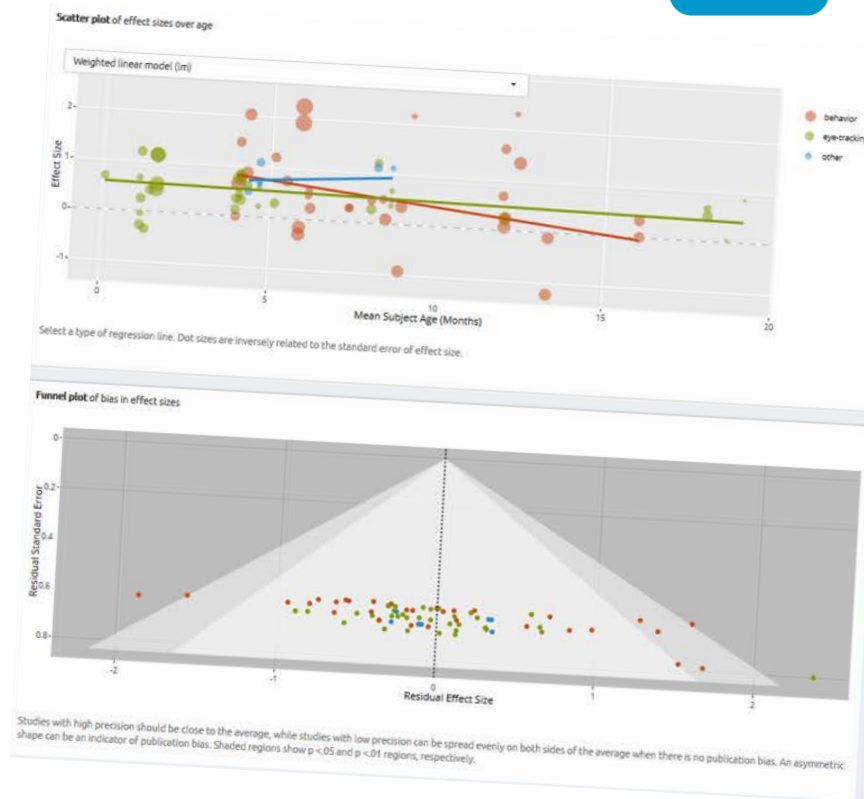 Scatter plot of effect sizes over age
Weighted linear model (lm)
2
1
0
-1
Effect Size
0
5
10
15
20
Mean Subject Age (Months)
behavior
eye-trackin
other
Select a type of regression line. Dot sizes are inversely related to the standard error of effect size.
Funnel plot of bias in effect sizes
0
0.2
0.4
0.6
0.8
Residual Standard Error
-2
-1
0
1
2
Residual Effect Size
Studies with high precision should be close to the average, while studies with low precision can be spread evenly on both sides of the average when there is no publication bias. An asymmetric
shape can be an indicator of publication bias. Shaded regions show p <.05 and p <.01 regions, respectively.